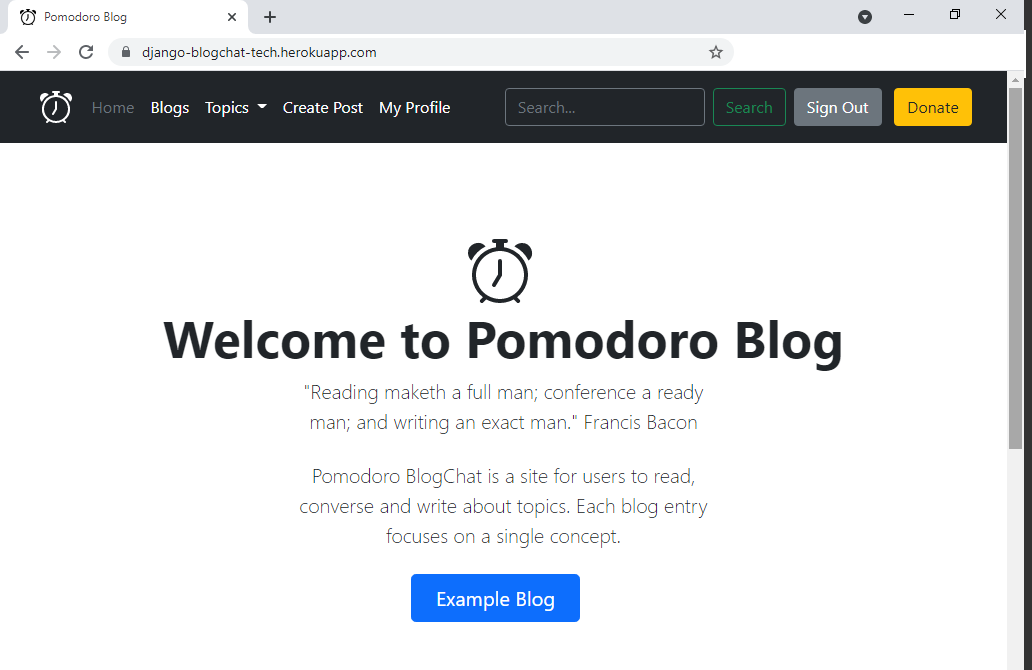 Pomodoro Blog
django-blogchat-tech.herokuapp.com
Home Blogs Topics Create Post My Profile Search... Search Sign Out Donate
Welcome to Pomodoro Blog
"Reading maketh a full man; conference a ready
man; and writing an exact man." Francis Bacon
Pomodoro BlogChat is a site for users to read,
converse and write about topics. Each blog entry
focuses on a single concept.
Example Blog